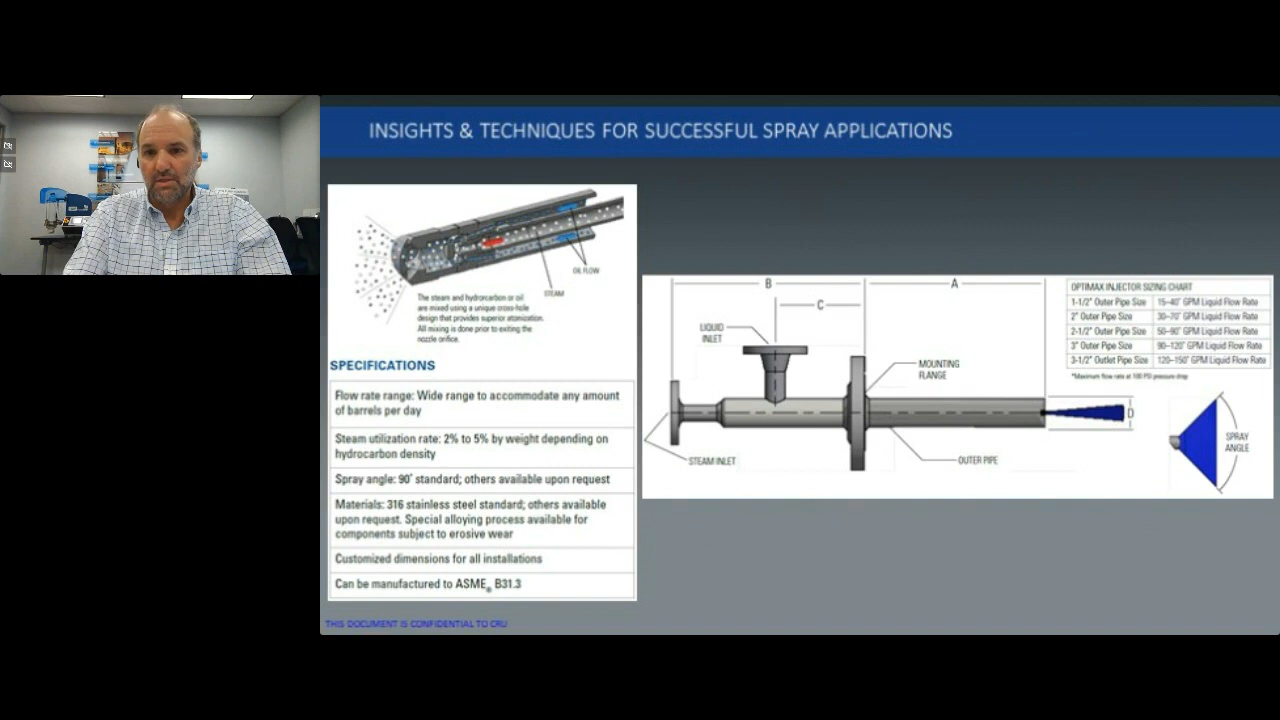 INSIGHTS & TECHNIQUES FOR SUCCESSFUL SPRAY APPLICATIONS
OIL FLOW
STEAM
The steam and hydrorcarbon or oil
are mixed using a unique cross-hole
design that provides superior atomization.
All mixing is done prior to exiting the
nozzle orifice.
SPECIFICATIONS
Flow rate range: Wide range to accommodate any amount
of barrels per day
Steam utilization rate: 2% to 5% by weight depending on
hydrocarbon density
Spray angle: 90° standard; others available upon request
Materials: 316 stainless steel standard; others available
upon request. Special alloying process available for
components subject to erosive wear
Customized dimensions for all installations
Can be manufactured to ASME® B31.3
B
A
C
LIQUID
INLET
MOUNTING
FLANGE
STEAM INLET
OUTER PIPE
D
OPTIMAX INJECTOR SIZING CHART
1-1/2" Outer Pipe Size 15-40* GPM Liquid Flow Rate
2" Outer Pipe Size 30-70* GPM Liquid Flow Rate
2-1/2" Outer Pipe Size 50-90* GPM Liquid Flow Rate
3" Outer Pipe Size 90-120* GPM Liquid Flow Rate
3-1/2" Outlet Pipe Size 120-150* GPM Liquid Flow Rate
*Maximum flow rate at 100 PSI pressure drop
SPRAY
ANGLE
THIS DOCUMENT IS CONFIDENTIAL TO CRU